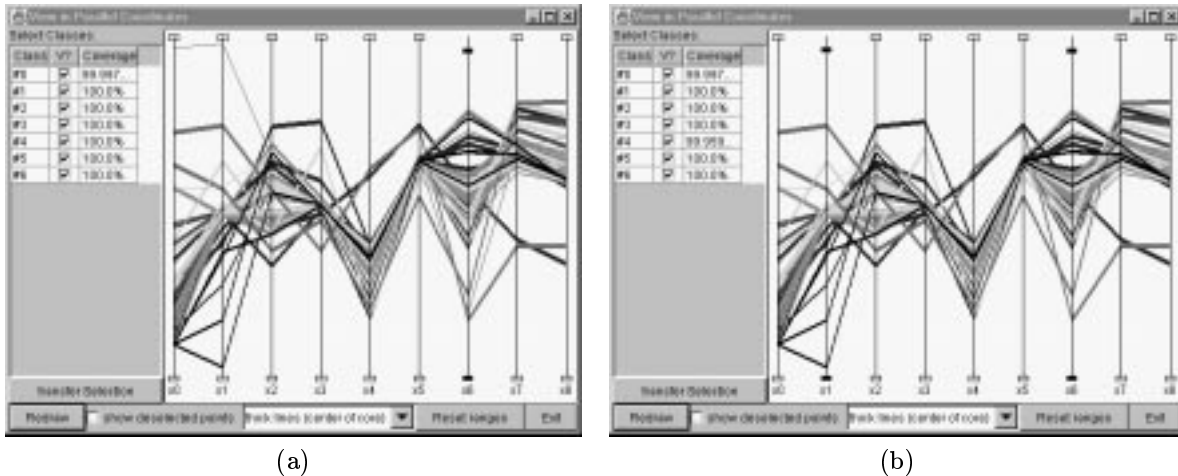 View in Parallel Coordinates
Select Classes:
Class V? Coverage
#0 99.997...
#1 100.0%
#2 100.0%
#3 100.0%
#4 100.0%
#5 100.0%
#6 100.0%
x0 x1 x2 x3 x4 x5 x6 x7 x8
Transfer Selection
Redraw show deselected points thick lines (center of core) Reset ranges Exit
(a)
View in Parallel Coordinates
Select Classes:
Class V? Coverage
#0 99.997...
#1 100.0%
#2 100.0%
#3 100.0%
#4 99.959...
#5 100.0%
#6 100.0%
x0 x1 x2 x3 x4 x5 x6 x7 x8
Transfer Selection
Redraw show deselected points thick lines (center of core) Reset ranges Exit
(b)